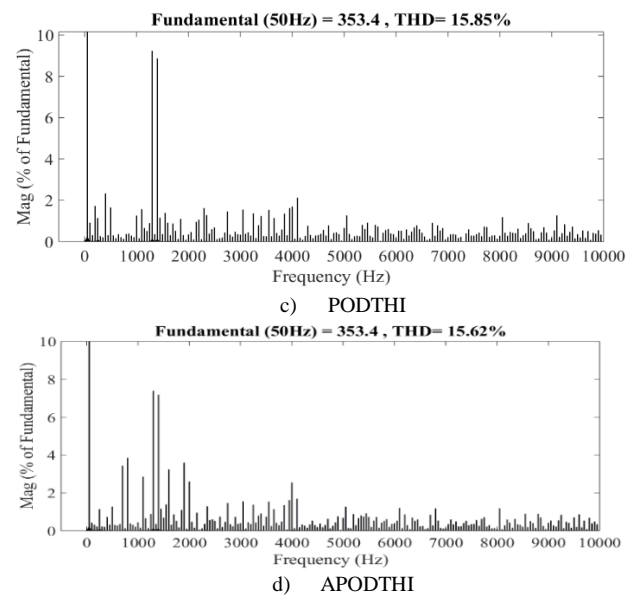 Fundamental (50Hz) = 353.4 , THD= 15.85%
10
8
6
4
2
0
Mag (% of Fundamental)
0 1000 2000 3000 4000 5000 6000 7000 8000 9000 10000
Frequency (Hz)
c) PODTHI
Fundamental (50Hz) = 353.4 , THD= 15.62%
10
8
6
4
2
0
Mag (% of Fundamental)
0 1000 2000 3000 4000 5000 6000 7000 8000 9000 10000
Frequency (Hz)
d) APODTHI